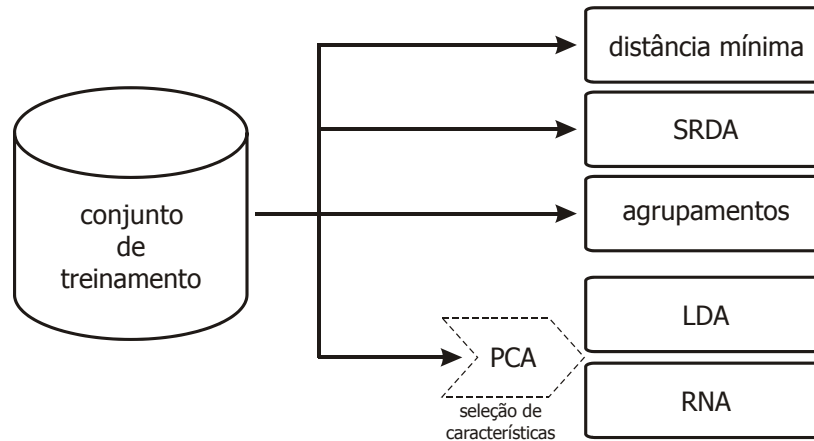 conjunto
de
treinamento
distância mínima
SRDA
agrupamentos
PCA
seleção de
características
LDA
RNA